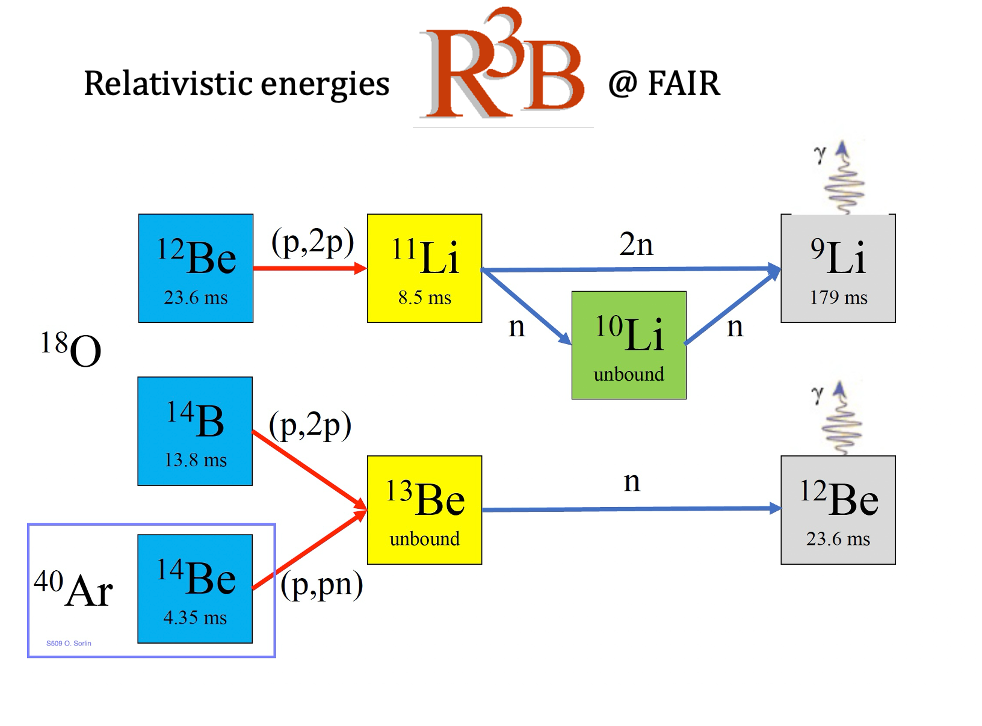 Relativistic energies R³B @ FAIR
γ
¹²Be
23.6 ms
(p,2p)
¹¹Li
8.5 ms
2n
⁹Li
179 ms
n
¹⁰Li
unbound
n
¹⁸O
¹⁴B
13.8 ms
(p,2p)
γ
¹³Be
unbound
n
¹²Be
23.6 ms
⁴⁰Ar
¹⁴Be
4.35 ms
(p,pn)
S509 O. Sorlin